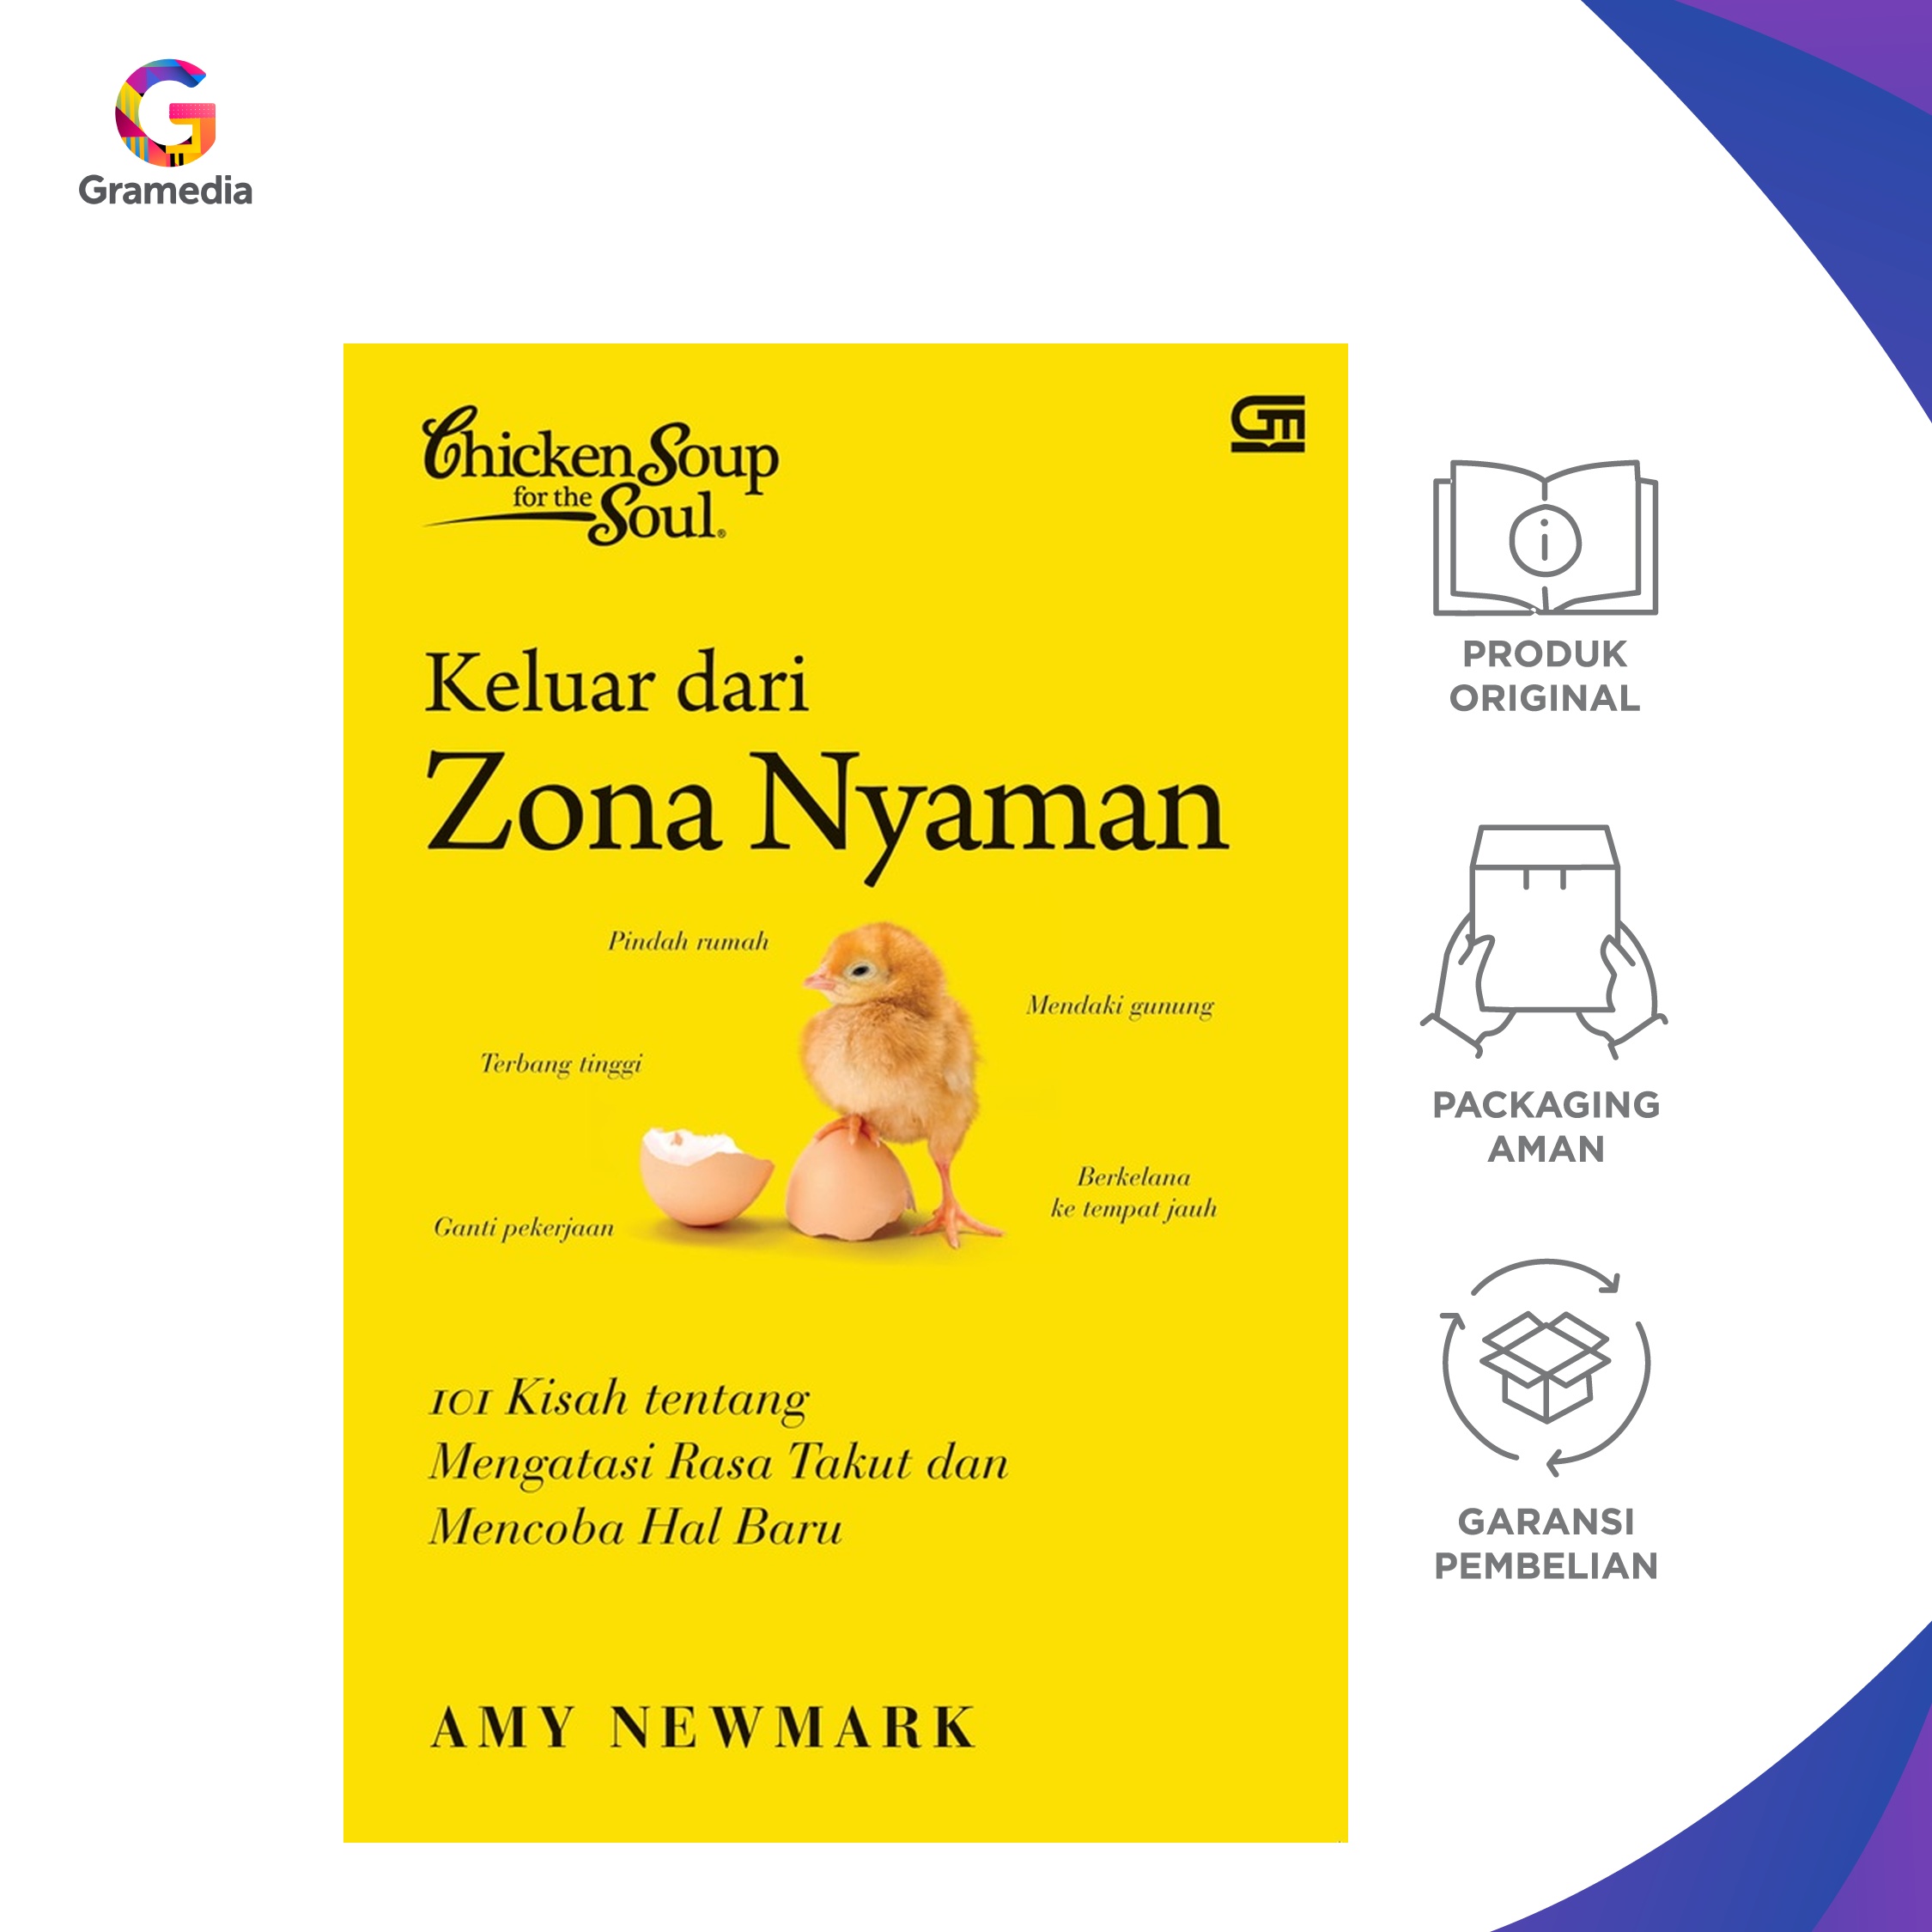 Gramedia
Chicken Soup
for the
Soul®
GM
Keluar dari
Zona Nyaman
Pindah rumah
Mendaki gunung
Terbang tinggi
Berkelana
ke tempat jauh
Ganti pekerjaan
101 Kisah tentang
Mengatasi Rasa Takut dan
Mencoba Hal Baru
AMY NEWMARK
PRODUK
ORIGINAL
PACKAGING
AMAN
GARANSI
PEMBELIAN